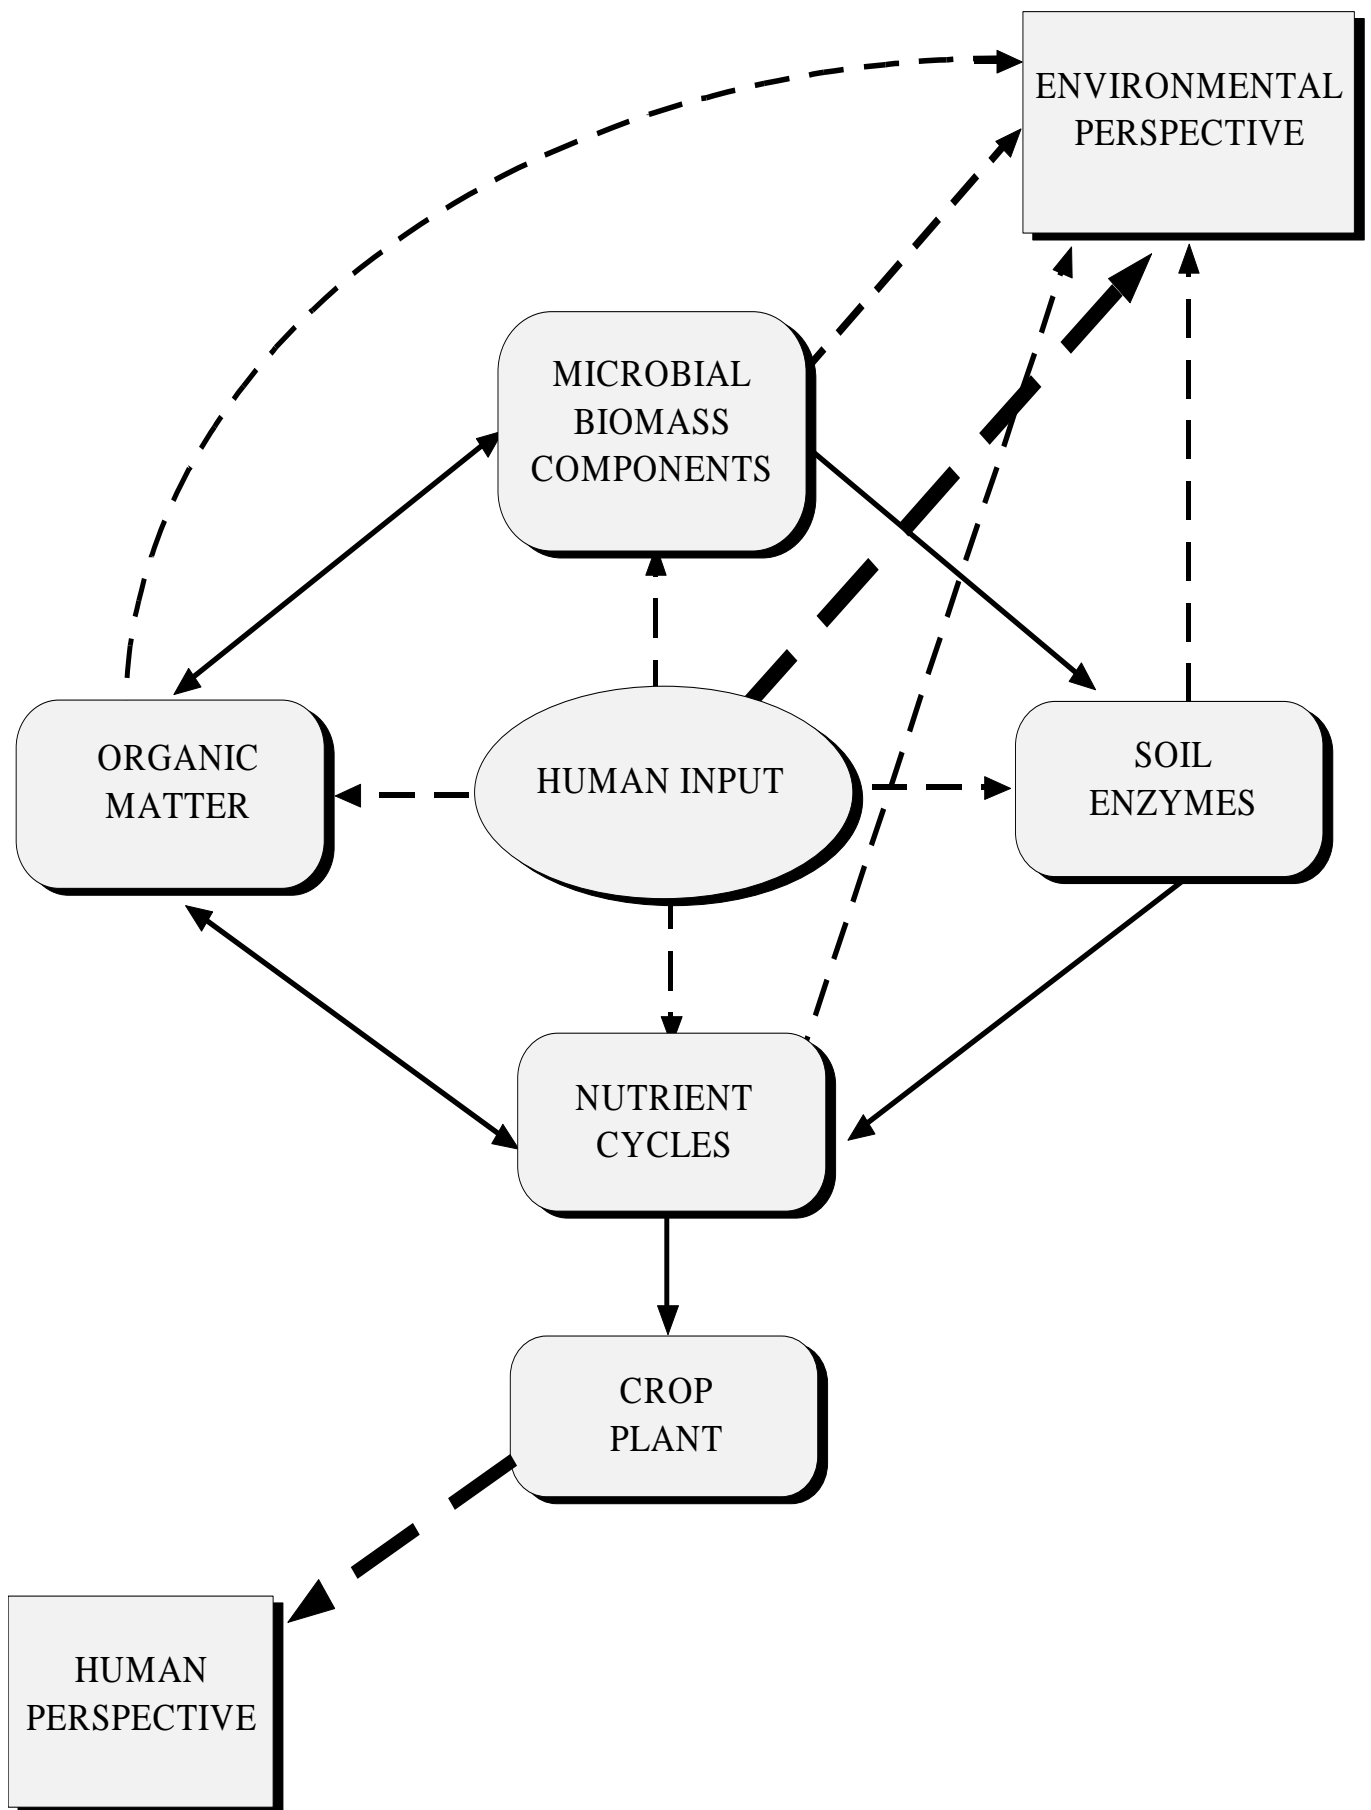 ENVIRONMENTAL
PERSPECTIVE
MICROBIAL
BIOMASS
COMPONENTS
ORGANIC
MATTER
HUMAN INPUT
SOIL
ENZYMES
NUTRIENT
CYCLES
CROP
PLANT
HUMAN
PERSPECTIVE